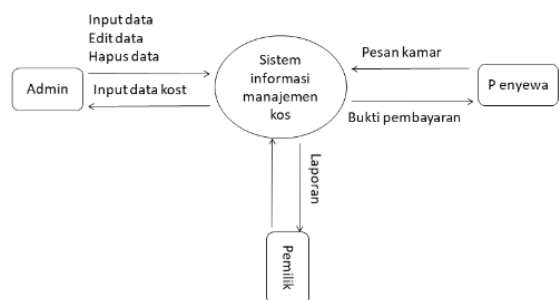 Input data
Edit data
Hapus data
Admin
Input data kost
Sistem
informasi
manajemen
kos
Pesan kamar
P enyewa
Bukti pembayaran
Laporan
Pemilik